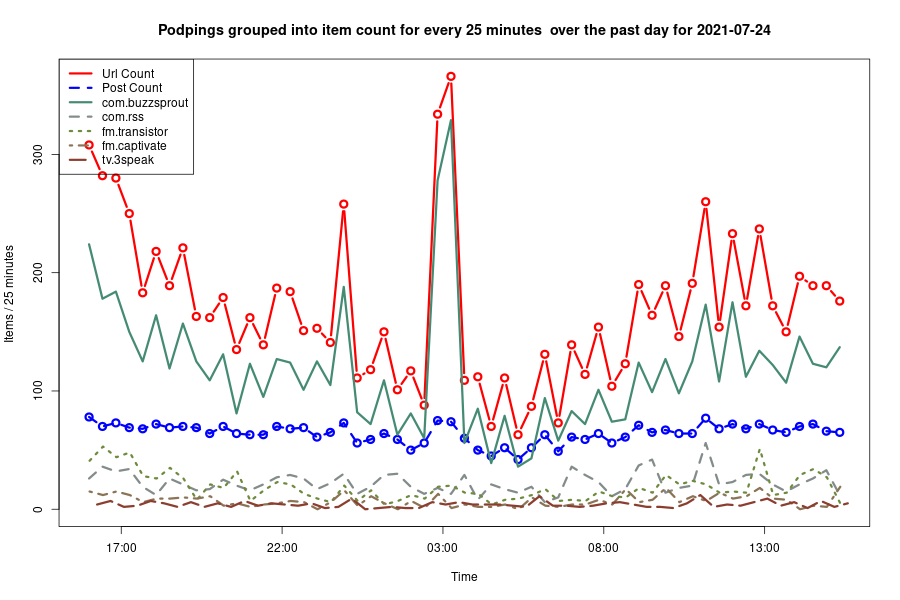 Podpings grouped into item count for every 25 minutes  over the past day for 2021-07-24
Url Count
Post Count
com.buzzsprout
com.rss
fm.transistor
fm.captivate
tv.3speak
Items / 25 minutes
300
200
100
0
17:00 22:00 03:00 08:00 13:00
Time